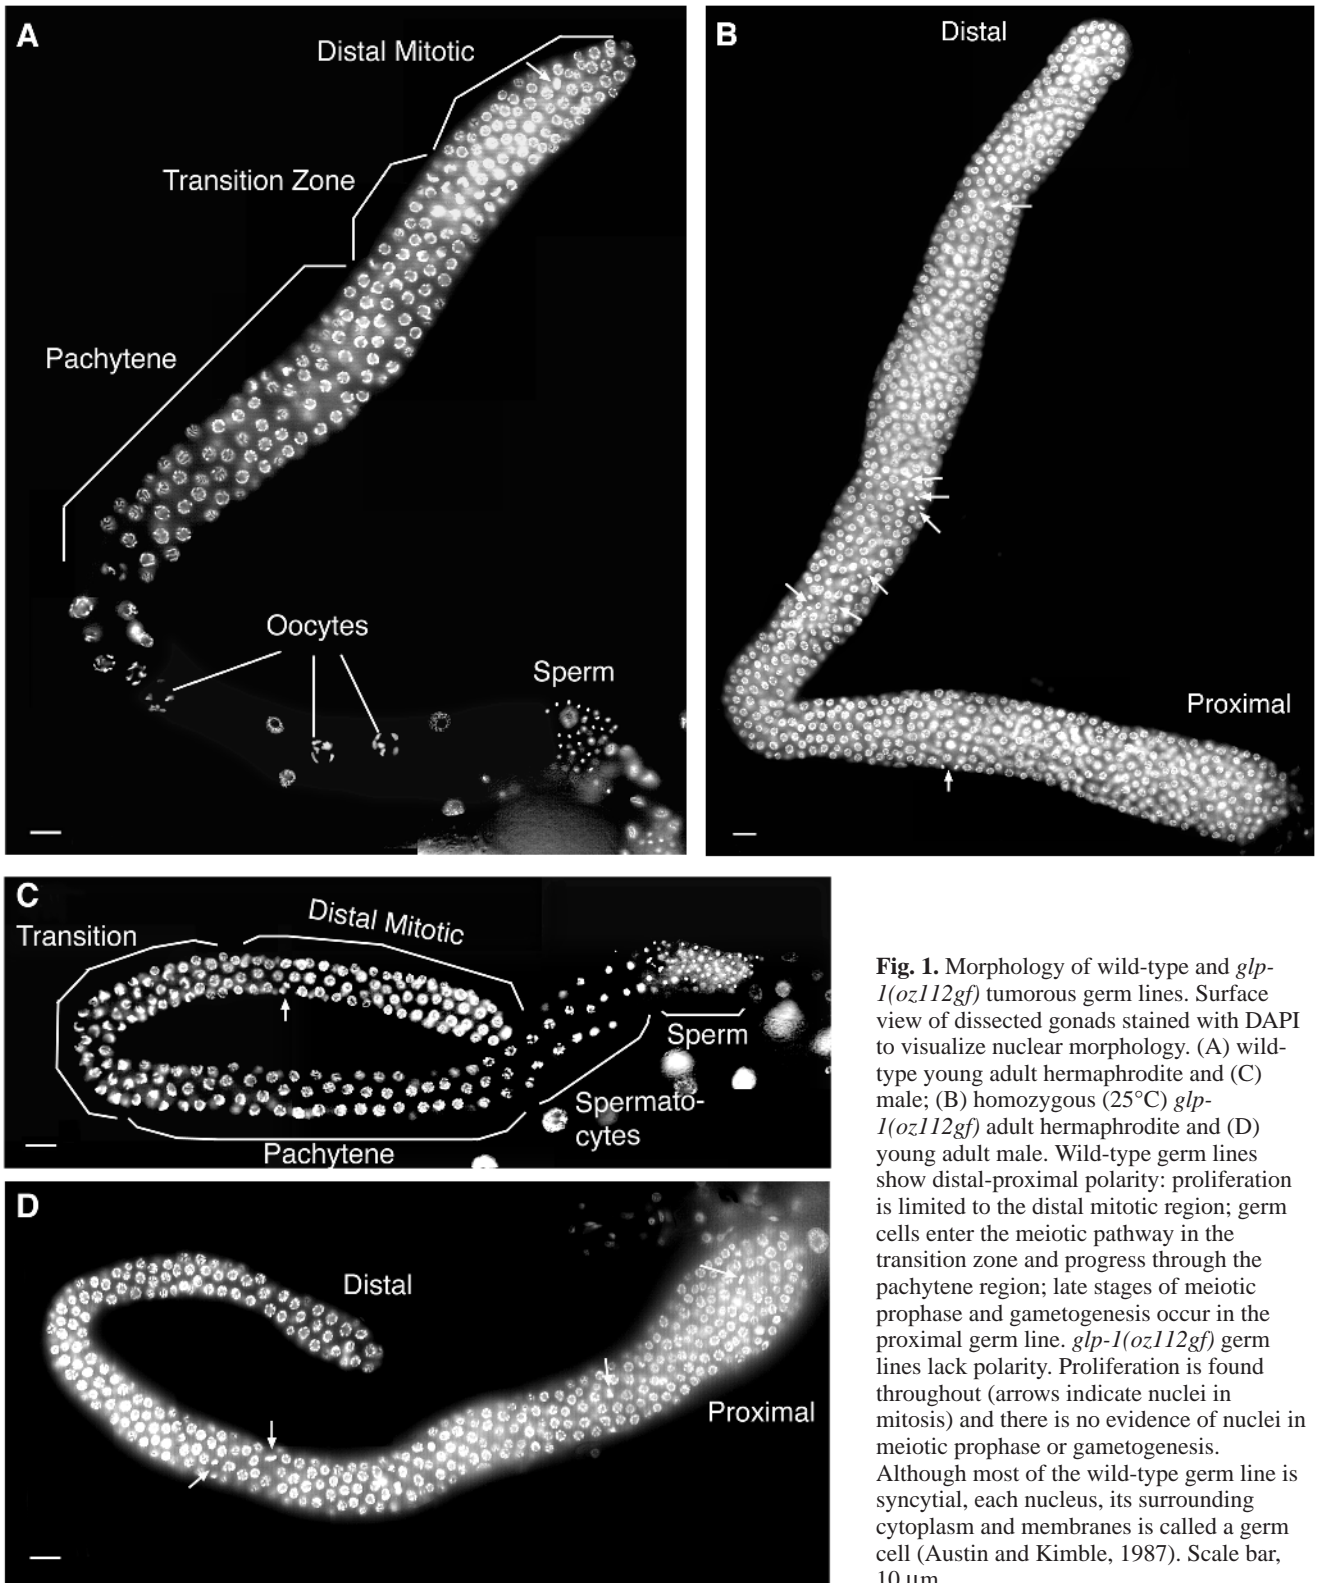 A
Distal Mitotic
Transition Zone
Pachytene
Oocytes
Sperm
B
Distal
Proximal
C
Transition
Distal Mitotic
Sperm
Spermato-
cytes
Pachytene
D
Distal
Proximal
Fig. 1. Morphology of wild-type and glp-
1(oz112gf) tumorous germ lines. Surface
view of dissected gonads stained with DAPI
to visualize nuclear morphology. (A) wild-
type young adult hermaphrodite and (C)
male; (B) homozygous (25°C) glp-
1(oz112gf) adult hermaphrodite and (D)
young adult male. Wild-type germ lines
show distal-proximal polarity: proliferation
is limited to the distal mitotic region; germ
cells enter the meiotic pathway in the
transition zone and progress through the
pachytene region; late stages of meiotic
prophase and gametogenesis occur in the
proximal germ line. glp-1(oz112gf) germ
lines lack polarity. Proliferation is found
throughout (arrows indicate nuclei in
mitosis) and there is no evidence of nuclei in
meiotic prophase or gametogenesis.
Although most of the wild-type germ line is
syncytial, each nucleus, its surrounding
cytoplasm and membranes is called a germ
cell (Austin and Kimble, 1987). Scale bar,
10 μm